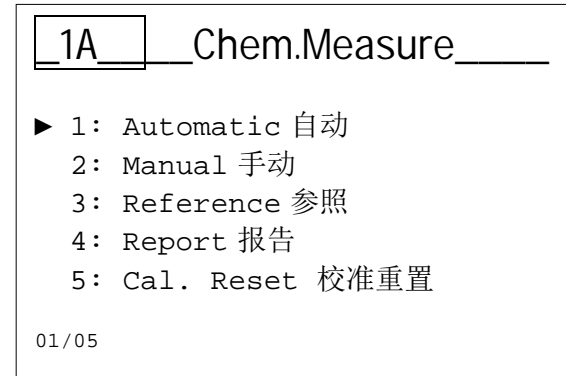 _1A____Chem.Measure____
► 1: Automatic 自动
2: Manual 手动
3: Reference 参照
4: Report 报告
5: Cal. Reset 校准重置
01/05